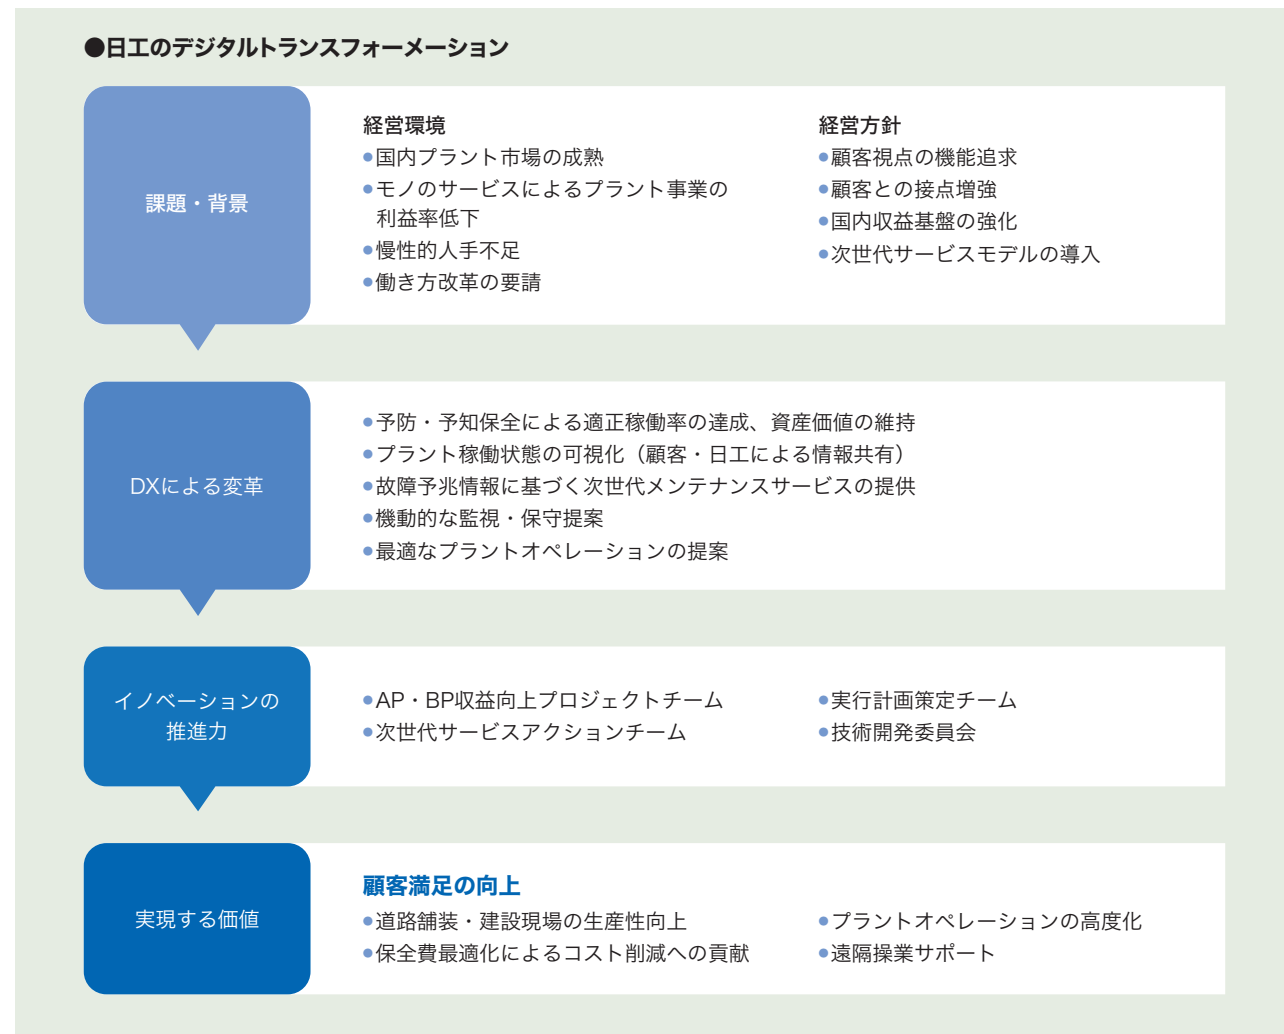 ●日工のデジタルトランスフォーメーション
課題・背景
経営環境
●国内プラント市場の成熟
●モノのサービスによるプラント事業の
利益率低下
●慢性的人手不足
●働き方改革の要請
経営方針
●顧客視点の機能追求
●顧客との接点増強
●国内収益基盤の強化
●次世代サービスモデルの導入
DXによる変革
●予防・予知保全による適正稼働率の達成、資産価値の維持
●プラント稼働状態の可視化（顧客・日工による情報共有）
●故障予兆情報に基づく次世代メンテナンスサービスの提供
●機動的な監視・保守提案
●最適なプラントオペレーションの提案
イノベーションの
推進力
●AP・BP収益向上プロジェクトチーム
●次世代サービスアクションチーム
●実行計画策定チーム
●技術開発委員会
実現する価値
顧客満足の向上
●道路舗装・建設現場の生産性向上
●保全費最適化によるコスト削減への貢献
●プラントオペレーションの高度化
●遠隔操業サポート